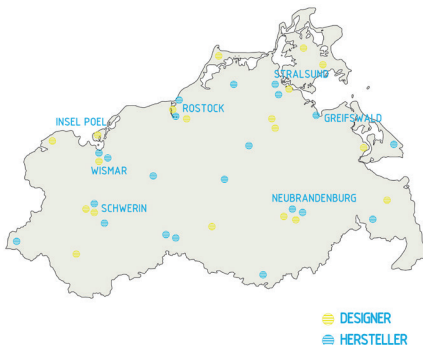 STRALSUND
ROSTOCK
GREIFSWALD
INSEL POEL
WISMAR
NEUBRANDENBURG
SCHWERIN
DESIGNER
HERSTELLER